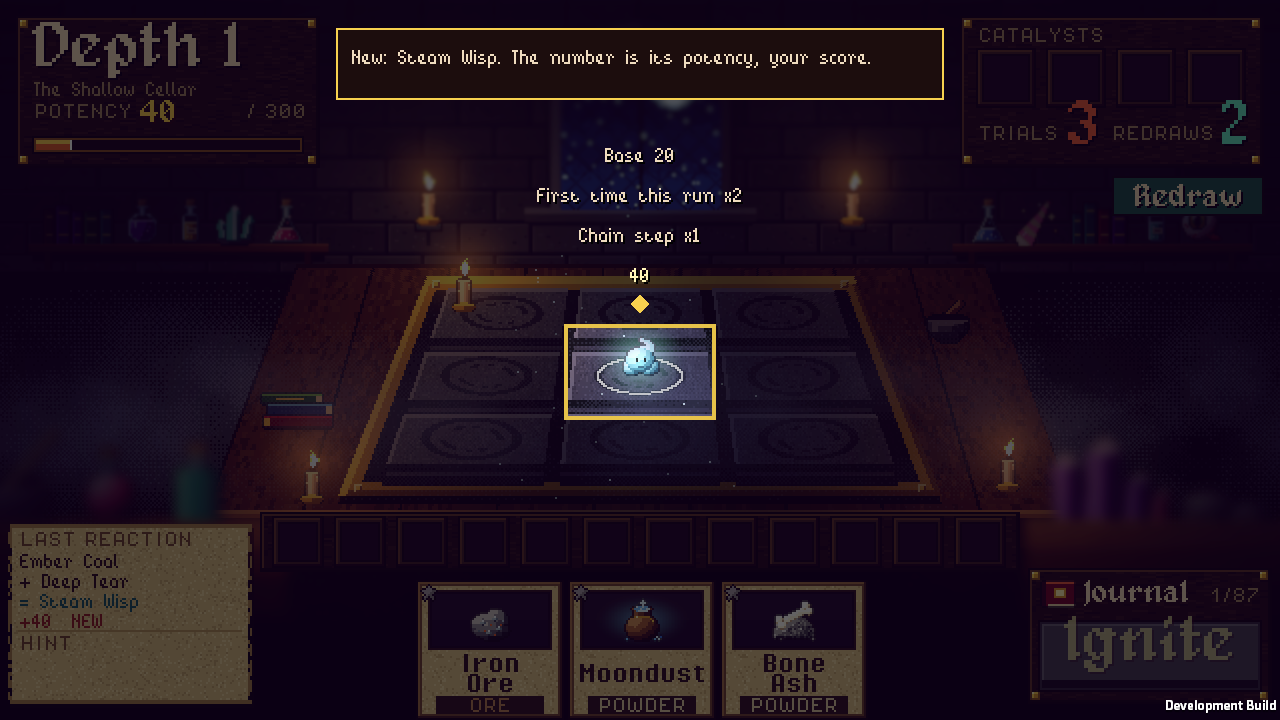 Depth 1
The Shallow Cellar
POTENCY 40 / 300
New: Steam Wisp. The number is its potency, your score.
CATALYSTS
TRIALS 3 REDRAWS 2
Redraw
Base 20
First time this run x2
Chain step x1
40
LAST REACTION
Ember Coal
+ Deep Tear
= Steam Wisp
+40 NEW
HINT
Iron
Ore
ORE
Moondust
POWDER
Bone
Ash
POWDER
Journal 1/87
Ignite
Development Build